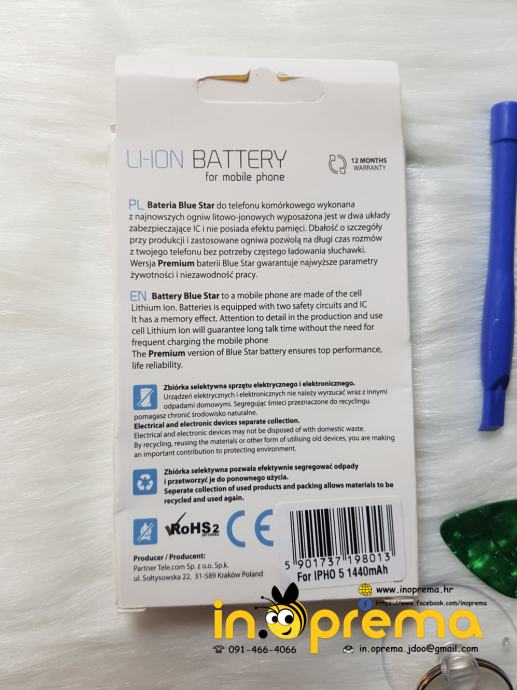 LI-ION BATTERY
for mobile phone
12 MONTHS
WARRANTY
PL Bateria Blue Star do telefonu komórkowego wykonana
z najnowszych ogniw litowo-jonowych wyposażona jest w dwa układy
zabezpieczające IC i nie posiada efektu pamięci. Dbałość o szczegóły
przy produkcji i zastosowane ogniwa pozwolą na długi czas rozmów
z twojego telefonu bez potrzeby częstego ładowania słuchawki.
Wersja Premium baterii Blue Star gwarantuje najwyższe parametry
żywotności i niezawodność pracy.
EN Battery Blue Star to a mobile phone are made of the cell
Lithium Ion. Batteries is equipped with two safety circuits and IC
It has a memory effect. Attention to detail in the production and use
cell Lithium Ion will guarantee long talk time without the need for
frequent charging the mobile phone
The Premium version of Blue Star battery ensures top performance,
life reliability.
Zbiórka selektywna sprzętu elektrycznego i elektronicznego.
Urządzeń elektrycznych i elektronicznych nie należy wyrzucać wraz z innymi
odpadami domowymi. Segregując śmieci przeznaczone do recyclingu
pomagasz chronić środowisko naturalne.
Electrical and electronic devices separate collection.
Electrical and electronic devices may not be disposed of with domestic waste.
By recycling, reusing the materials or other form of utilising old devices, you are making
an important contribution to protecting environment.
Zbiórka selektywna pozwala efektywnie segregować odpady
i przetworzyć je do ponownego użycia.
Seperate collection of used products and packing allows materials to be
recycled and used again.
RoHS 2
CE
5 901737 198013
For IPHO 5 1440mAh
Producer / Producent:
Partner Tele.com Sp. z o.o. Sp.k.
ul. Sołtysowska 22, 31-589 Kraków Poland
www.inoprema.hr
https://www.facebook.com/inoprema
in.oprema
091-466-4066
in.oprema.jdoo@gmail.com